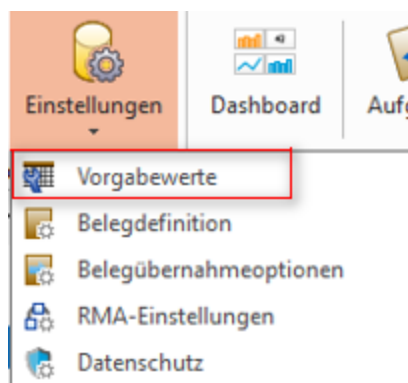 Einstellungen
Dashboard
Vorgabewerte
Belegdefinition
Belegübernahmeoptionen
RMA-Einstellungen
Datenschutz